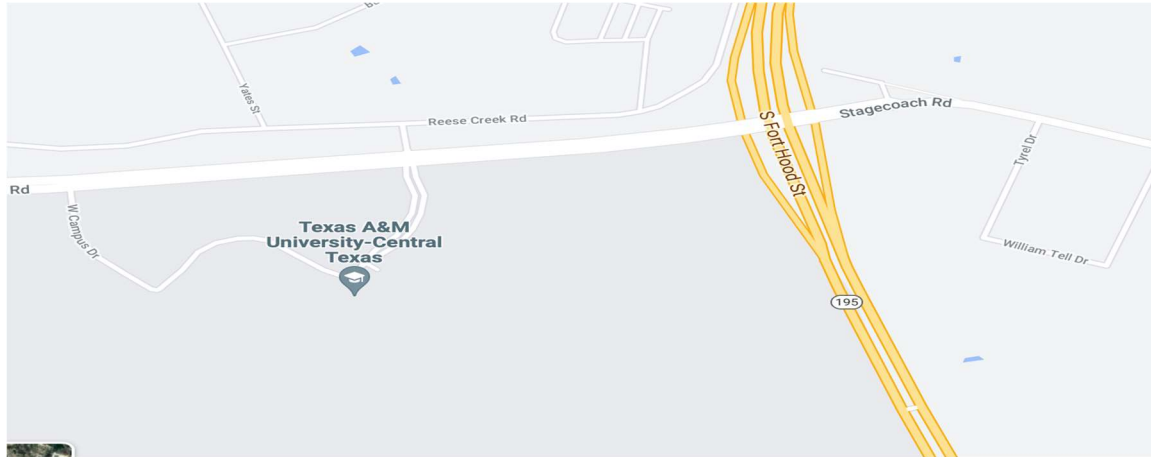 Yates St
Reese Creek Rd
Stagecoach Rd
S Fort Hood St
Tyrel Dr
Rd
W Campus Dr
Texas A&M
University-Central
Texas
William Tell Dr
195